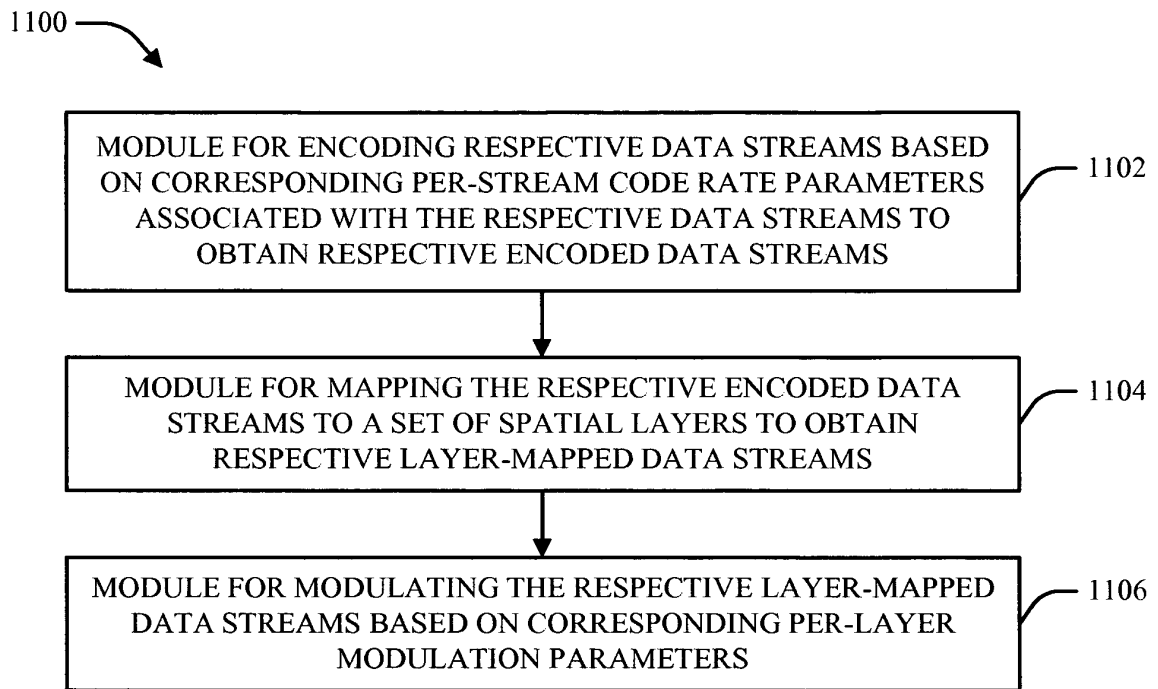 1100
MODULE FOR ENCODING RESPECTIVE DATA STREAMS BASED
ON CORRESPONDING PER-STREAM CODE RATE PARAMETERS
ASSOCIATED WITH THE RESPECTIVE DATA STREAMS TO
OBTAIN RESPECTIVE ENCODED DATA STREAMS
1102
MODULE FOR MAPPING THE RESPECTIVE ENCODED DATA
STREAMS TO A SET OF SPATIAL LAYERS TO OBTAIN
RESPECTIVE LAYER-MAPPED DATA STREAMS
1104
MODULE FOR MODULATING THE RESPECTIVE LAYER-MAPPED
DATA STREAMS BASED ON CORRESPONDING PER-LAYER
MODULATION PARAMETERS
1106